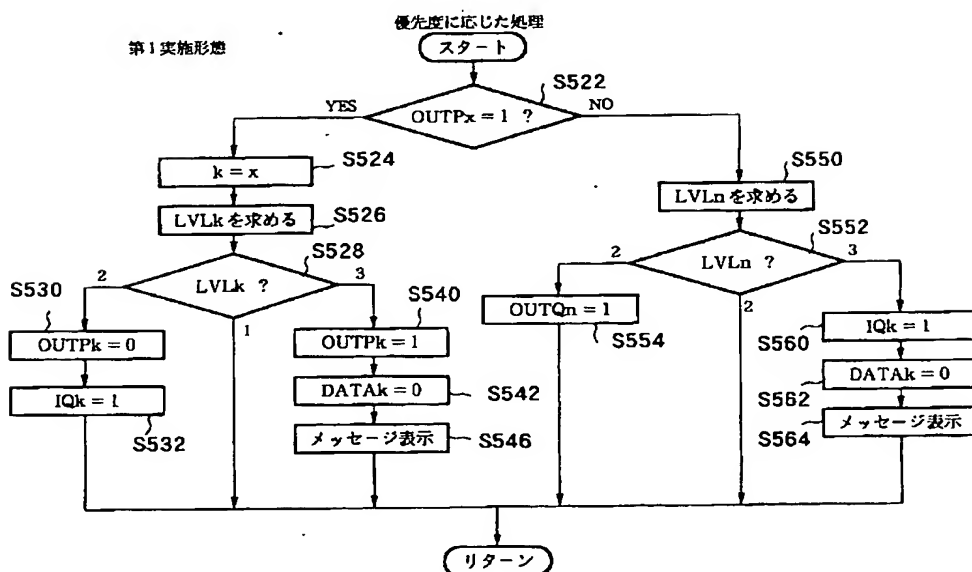 優先度に応じた処理
第1実施形態
スタート
S522
YES
OUTPx = 1 ?
NO
S524
k = x
S526
LVLkを求める
S528
LVLk ?
2
3
1
S530
OUTPk = 0
IQk = 1
S532
S540
OUTPk = 1
DATAk = 0
S542
メッセージ表示
S546
S550
LVLnを求める
S552
LVLn ?
2
3
2
OUTQn = 1
S554
IQk = 1
S560
DATAk = 0
S562
メッセージ表示
S564
リターン